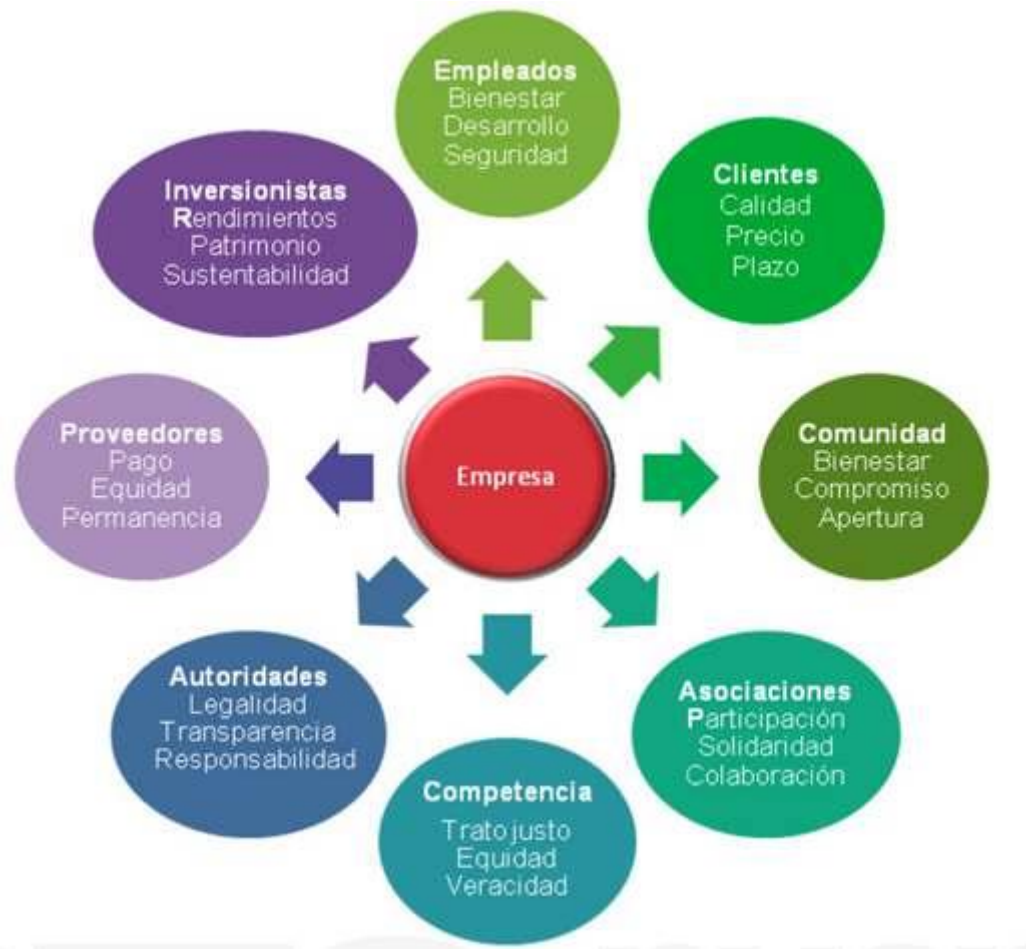 Empleados
Bienestar
Desarrollo
Seguridad
Clientes
Calidad
Precio
Plazo
Comunidad
Bienestar
Compromiso
Apertura
Asociaciones
Participación
Solidaridad
Colaboración
Competencia
Trato justo
Equidad
Veracidad
Autoridades
Legalidad
Transparencia
Responsabilidad
Proveedores
Pago
Equidad
Permanencia
Inversionistas
Rendimientos
Patrimonio
Sustentabilidad
Empresa